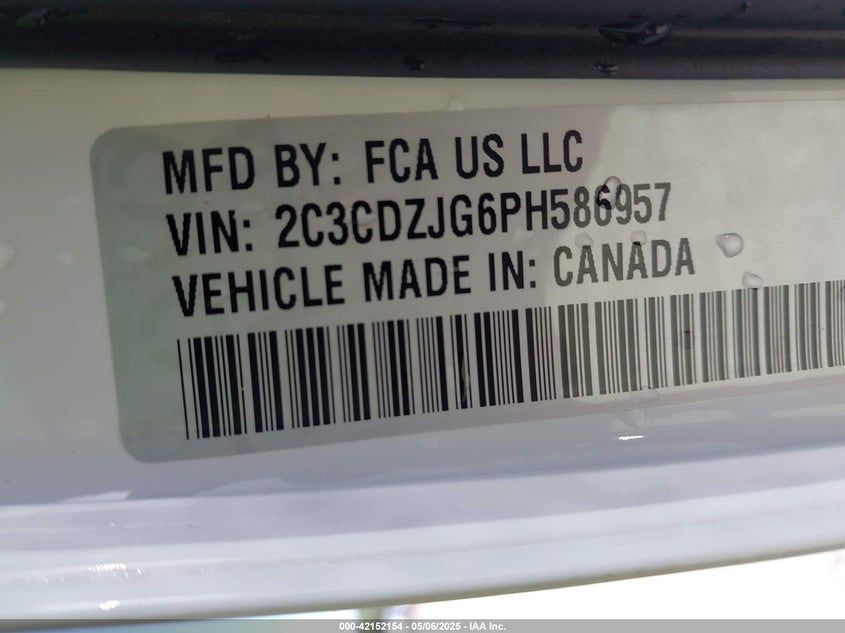 MFD BY: FCA US LLC
VIN: 2C3CDZJG6PH586957
VEHICLE MADE IN: CANADA
000-42152154 - 05/06/2025 - IAA Inc.